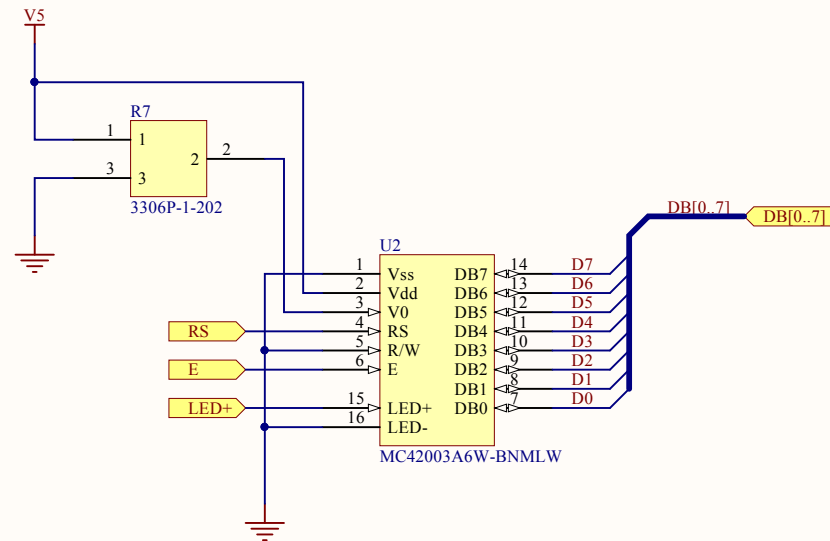 V5
R7
1 1
2 2
3 3
3306P-1-202
DB[0..7] DB[0..7]
U2
1 Vss DB7 14 D7
2 Vdd DB6 13 D6
3 V0 DB5 12 D5
RS 4 RS DB4 11 D4
5 R/W DB3 10 D3
E 6 E DB2 9 D2
DB1 8 D1
LED+ 15 LED+ DB0 7 D0
16 LED-
MC42003A6W-BNMLW